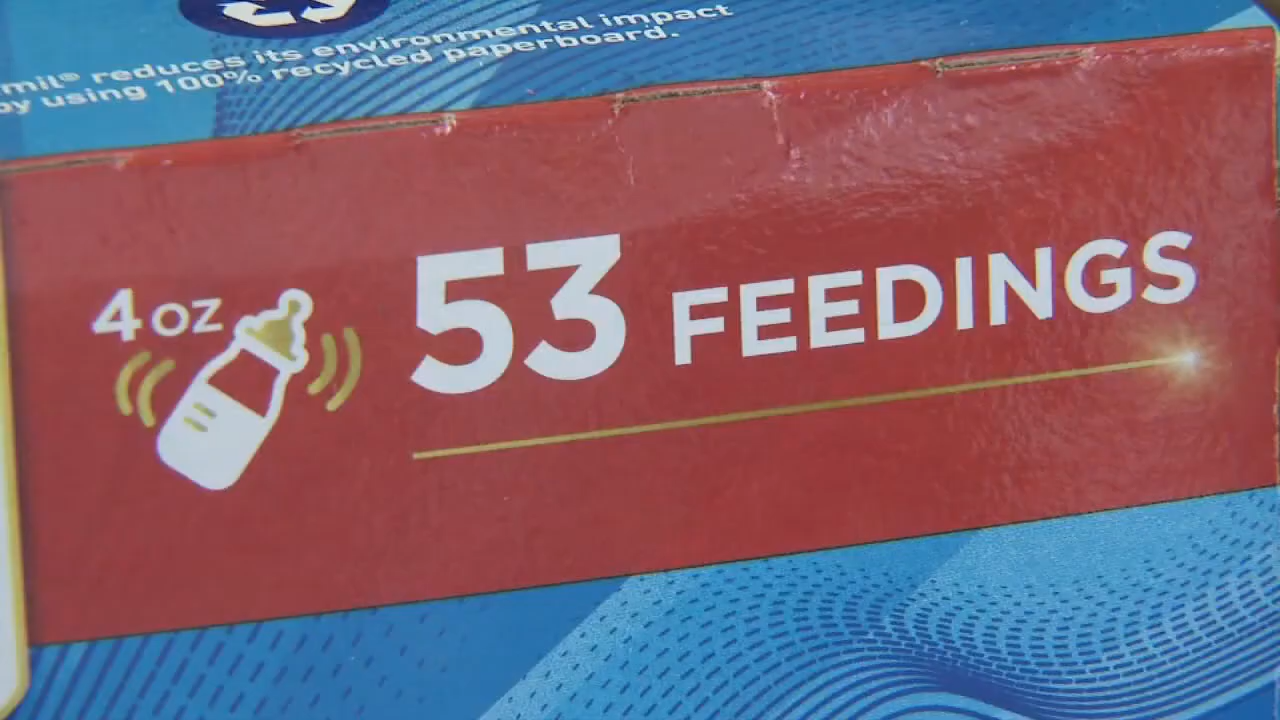 mil® reduces its environmental impact
by using 100% recycled paperboard.
4 oz
53 FEEDINGS